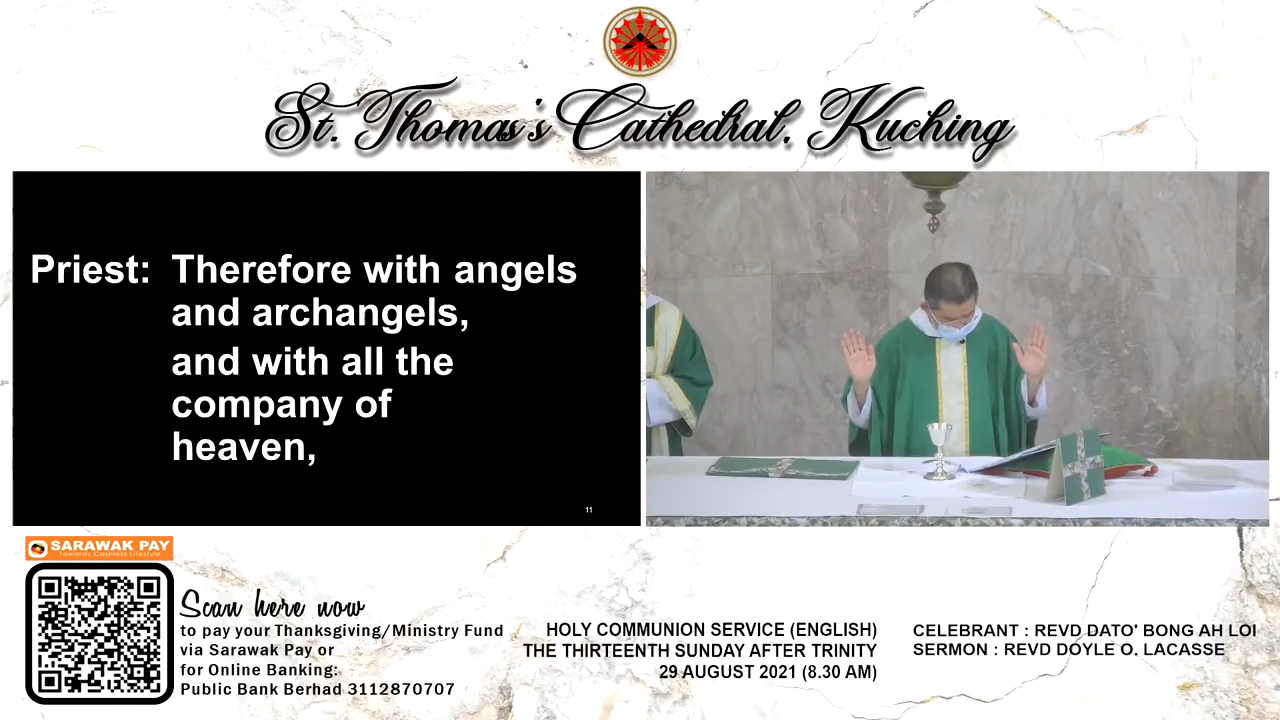 St. Thomas's Cathedral, Kuching
Priest: Therefore with angels
and archangels,
and with all the
company of
heaven,
11
SARAWAK PAY
Towards Cashless Lifestyle
Scan here now
to pay your Thanksgiving/Ministry Fund
via Sarawak Pay or
for Online Banking:
Public Bank Berhad 3112870707
HOLY COMMUNION SERVICE (ENGLISH)
THE THIRTEENTH SUNDAY AFTER TRINITY
29 AUGUST 2021 (8.30 AM)
CELEBRANT : REVD DATO' BONG AH LOI
SERMON : REVD DOYLE O. LACASSE